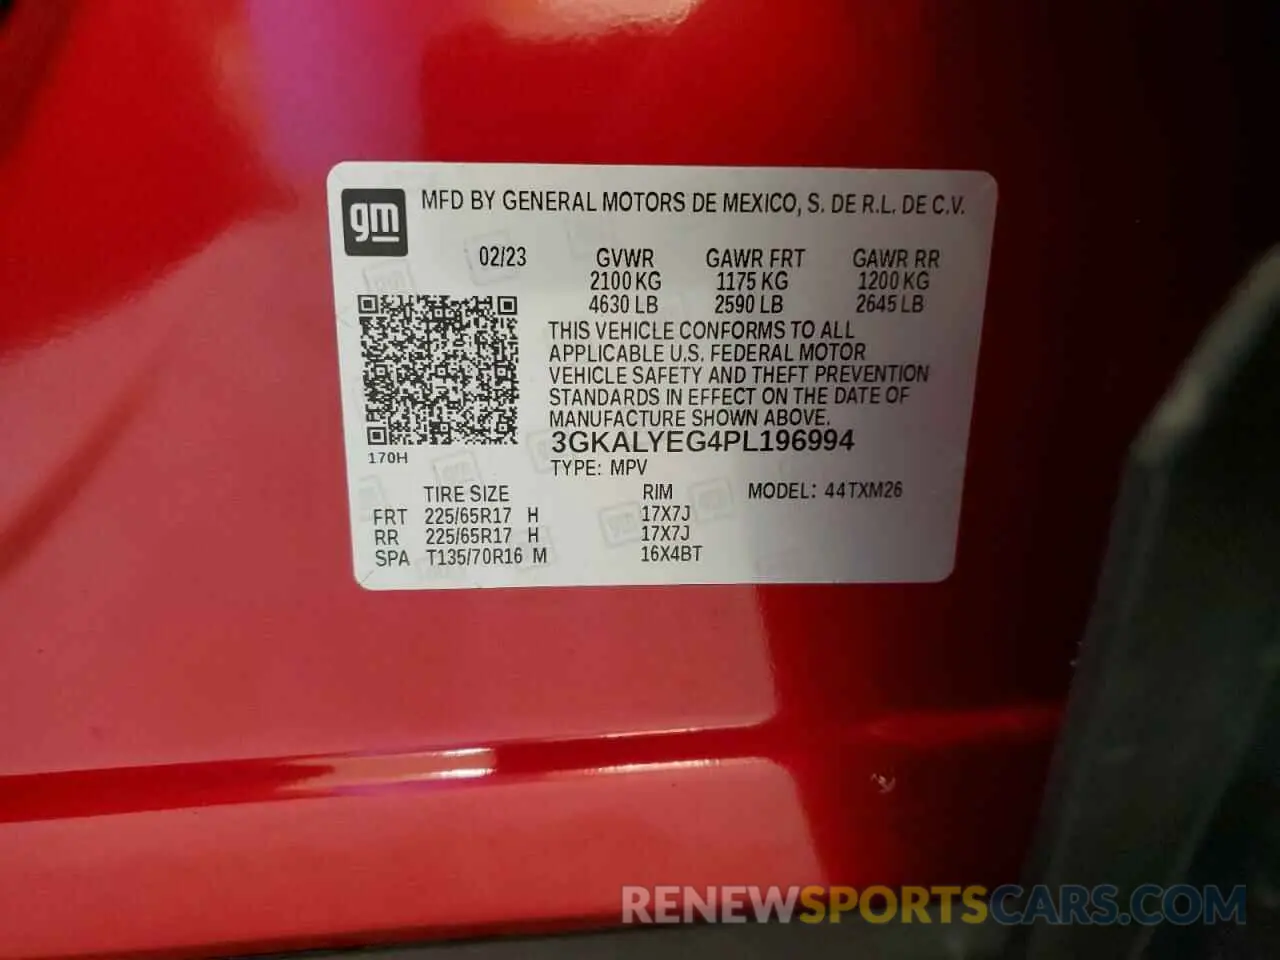 gm
MFD BY GENERAL MOTORS DE MEXICO, S. DE R.L. DE C.V.
02/23 GVWR GAWR FRT GAWR RR
2100 KG 1175 KG 1200 KG
4630 LB 2590 LB 2645 LB
THIS VEHICLE CONFORMS TO ALL
APPLICABLE U.S. FEDERAL MOTOR
VEHICLE SAFETY AND THEFT PREVENTION
STANDARDS IN EFFECT ON THE DATE OF
MANUFACTURE SHOWN ABOVE.
3GKALYEG4PL196994
170H
TYPE: MPV
TIRE SIZE RIM MODEL: 44TXM26
FRT 225/65R17 H 17X7J
RR 225/65R17 H 17X7J
SPA T135/70R16 M 16X4BT
RENEWSPORTSCARS.COM